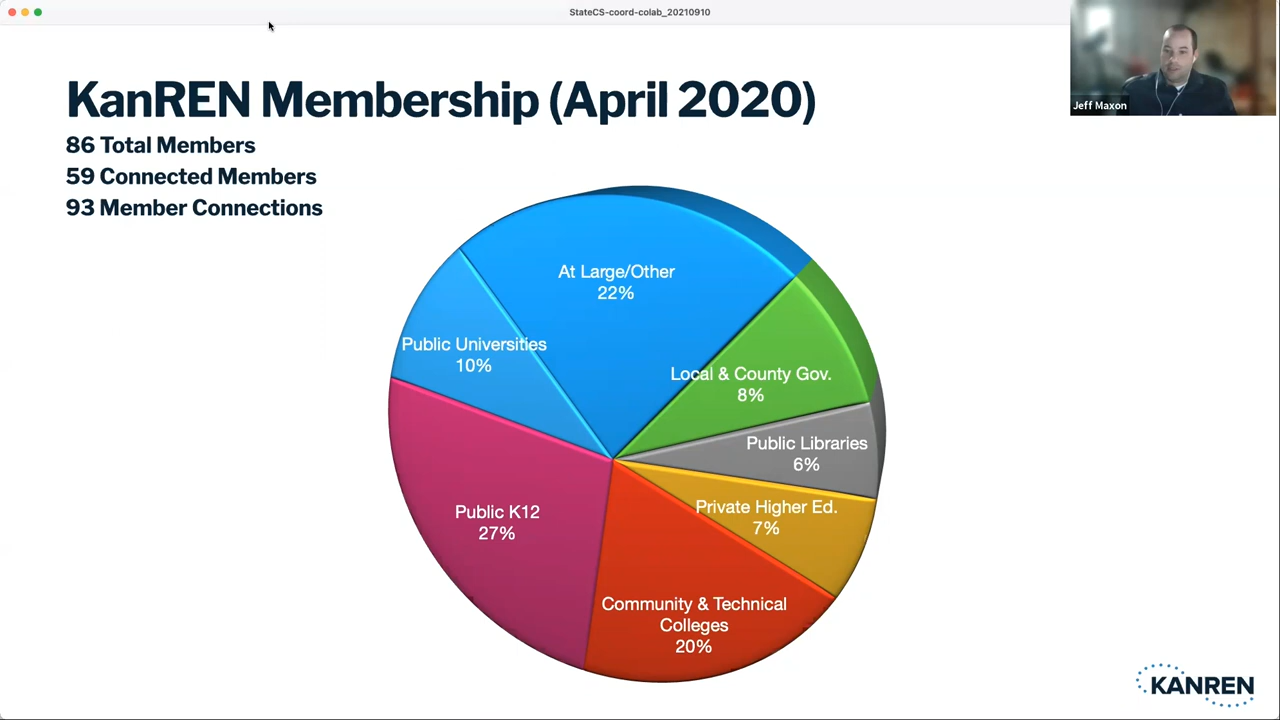 StateCS-coord-colab_20210910
Jeff Maxon
KanREN Membership (April 2020)
86 Total Members
59 Connected Members
93 Member Connections
At Large/Other
22%
Public Universities
10%
Local & County Gov.
8%
Public Libraries
6%
Private Higher Ed.
7%
Public K12
27%
Community & Technical
Colleges
20%
KANREN